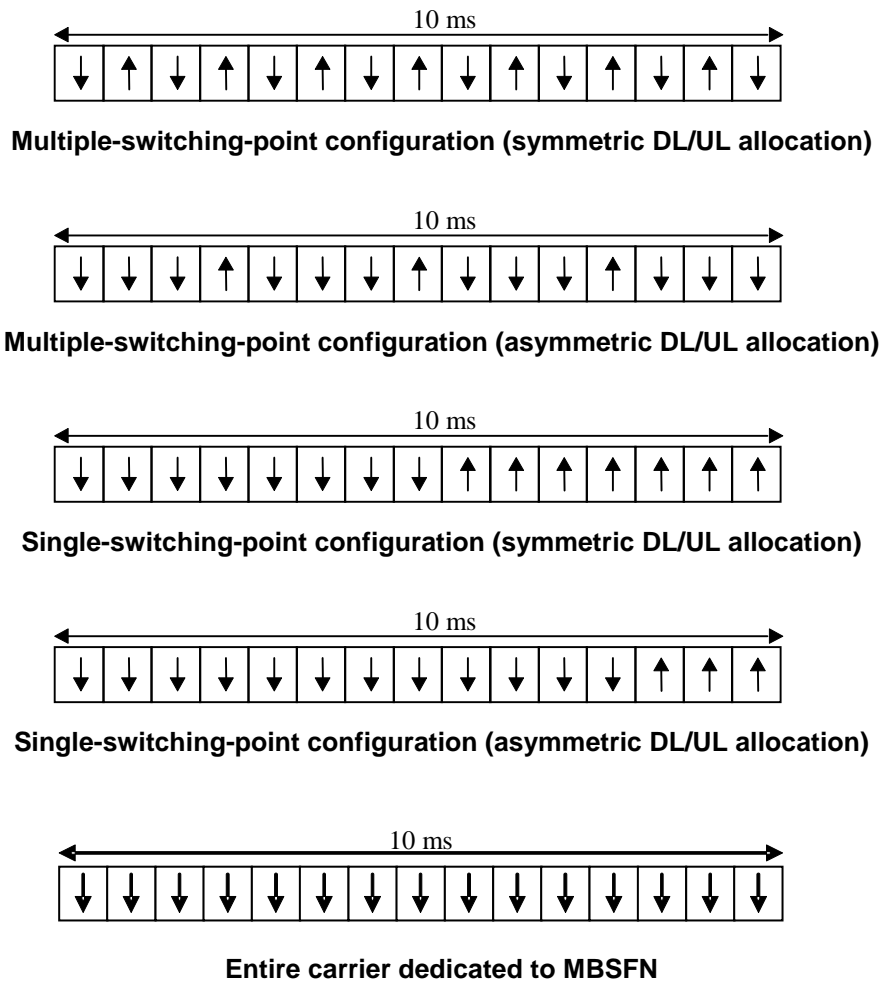 10 ms
Multiple-switching-point configuration (symmetric DL/UL allocation)
10 ms
Multiple-switching-point configuration (asymmetric DL/UL allocation)
10 ms
Single-switching-point configuration (symmetric DL/UL allocation)
10 ms
Single-switching-point configuration (asymmetric DL/UL allocation)
10 ms
Entire carrier dedicated to MBSFN